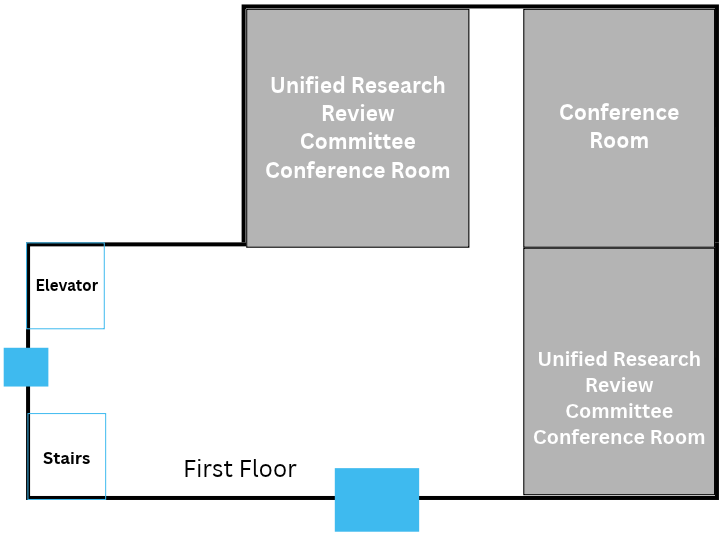 Unified Research
Review
Committee
Conference Room
Conference
Room
Elevator
Unified Research
Review
Committee
Conference Room
Stairs
First Floor